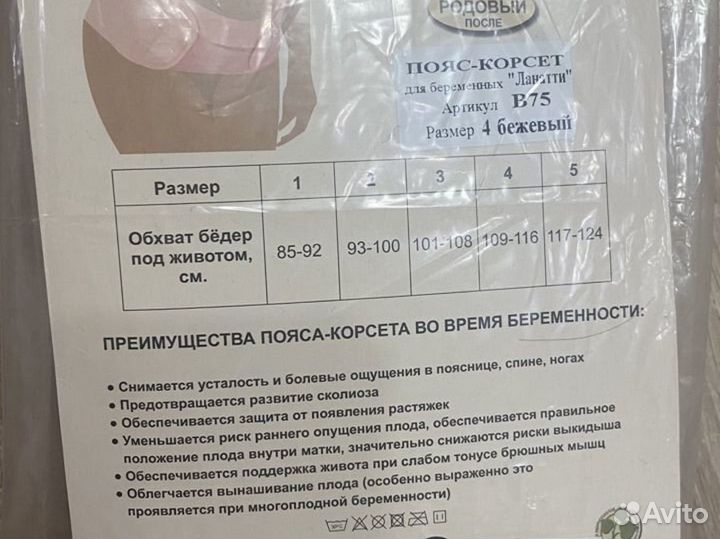 РОДОВЫЙ
ПОСЛЕ
ПОЯС-КОРСЕТ
для беременных "Ланатти"
Артикул В75
Размер 4 бежевый
Размер 1 2 3 4 5
Обхват бёдер
под животом,
см.
85-92 93-100 101-108 109-116 117-124
ПРЕИМУЩЕСТВА ПОЯСА-КОРСЕТА ВО ВРЕМЯ БЕРЕМЕННОСТИ:
• Снимается усталость и болевые ощущения в пояснице, спине, ногах
• Предотвращается развитие сколиоза
• Обеспечивается защита от появления растяжек
• Уменьшается риск раннего опущения плода, обеспечивается правильное
положение плода внутри матки, значительно снижаются риски выкидыша
• Обеспечивается поддержка живота при слабом тонусе брюшных мышц
• Облегчается вынашивание плода (особенно выраженно это
проявляется при многоплодной беременности)
Avito